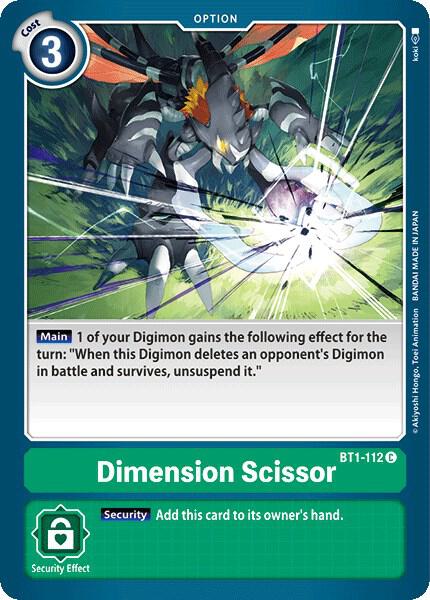 OPTION
Cost
3
koki
Main 1 of your Digimon gains the following effect for the
turn: "When this Digimon deletes an opponent's Digimon
in battle and survives, unsuspend it."
©Akiyoshi Hongo, Toei Animation BANDAI MADE IN JAPAN
BT1-112 C
Dimension Scissor
Security Add this card to its owner's hand.
Security Effect